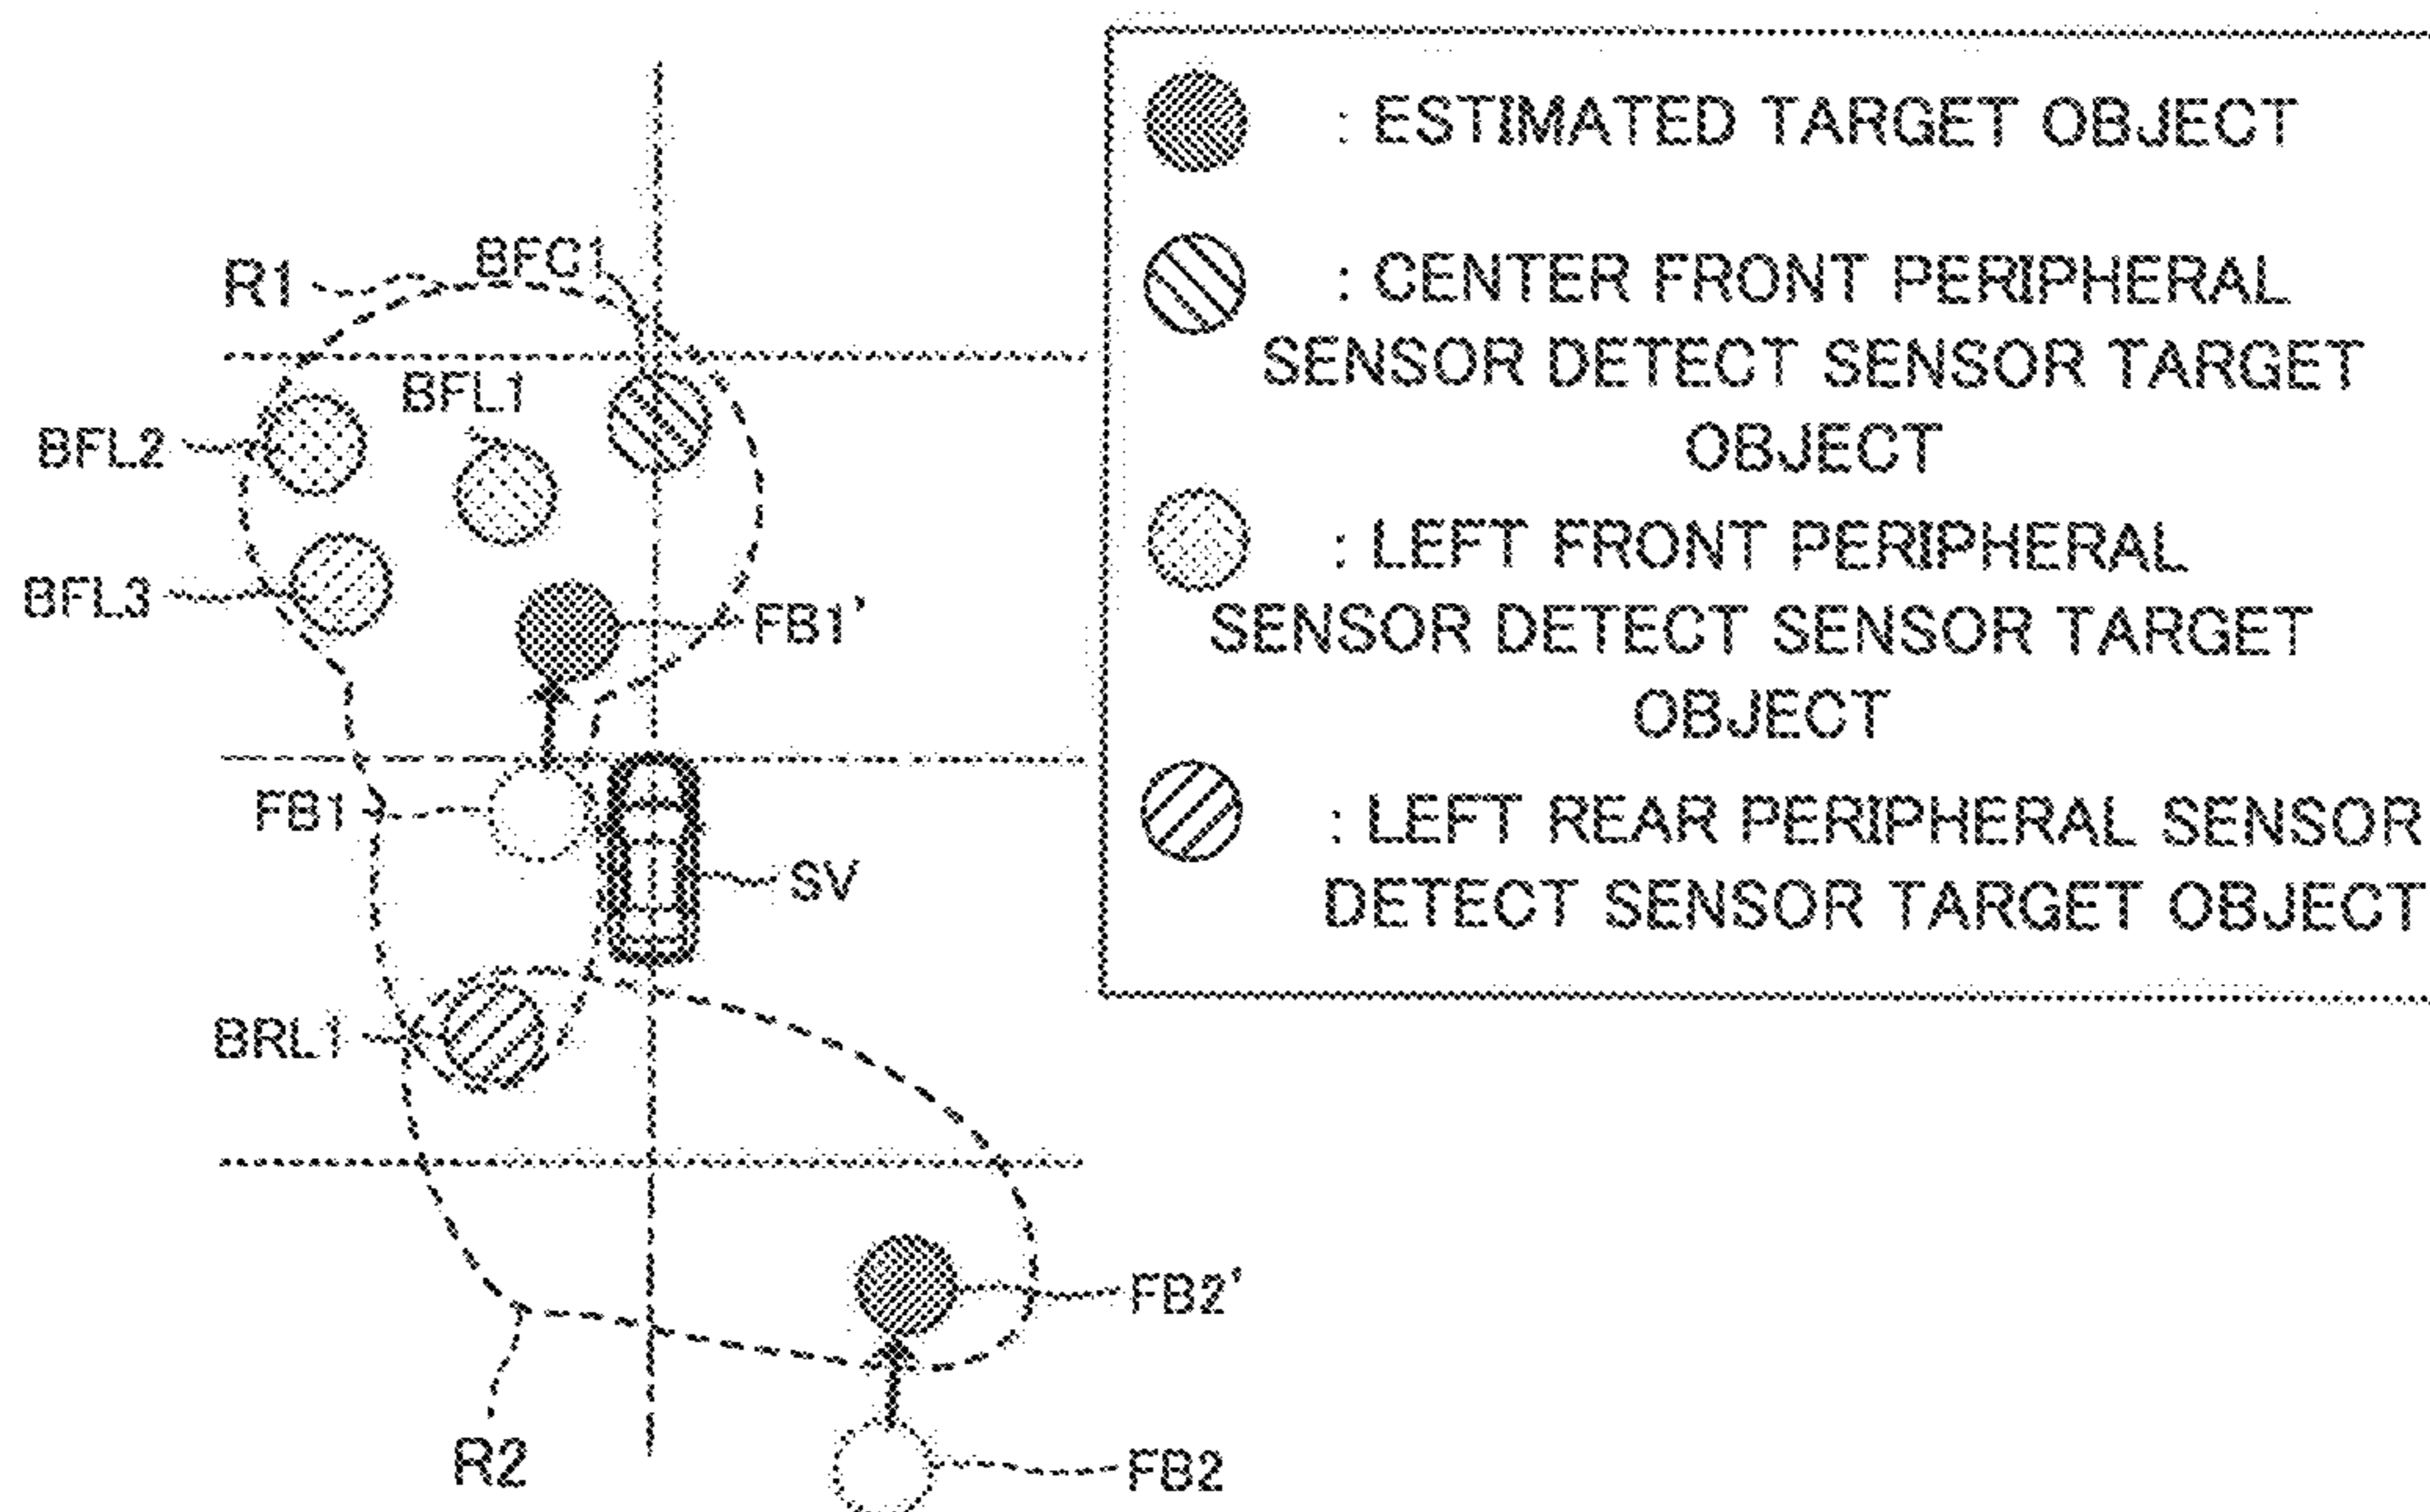 R1
BFC1
BFL1
BFL2
BFL3
FB1'
FB1
SV
BRL1
FB2'
R2
FB2
: ESTIMATED TARGET OBJECT
: CENTER FRONT PERIPHERAL
SENSOR DETECT SENSOR TARGET
OBJECT
: LEFT FRONT PERIPHERAL
SENSOR DETECT SENSOR TARGET
OBJECT
: LEFT REAR PERIPHERAL SENSOR
DETECT SENSOR TARGET OBJECT